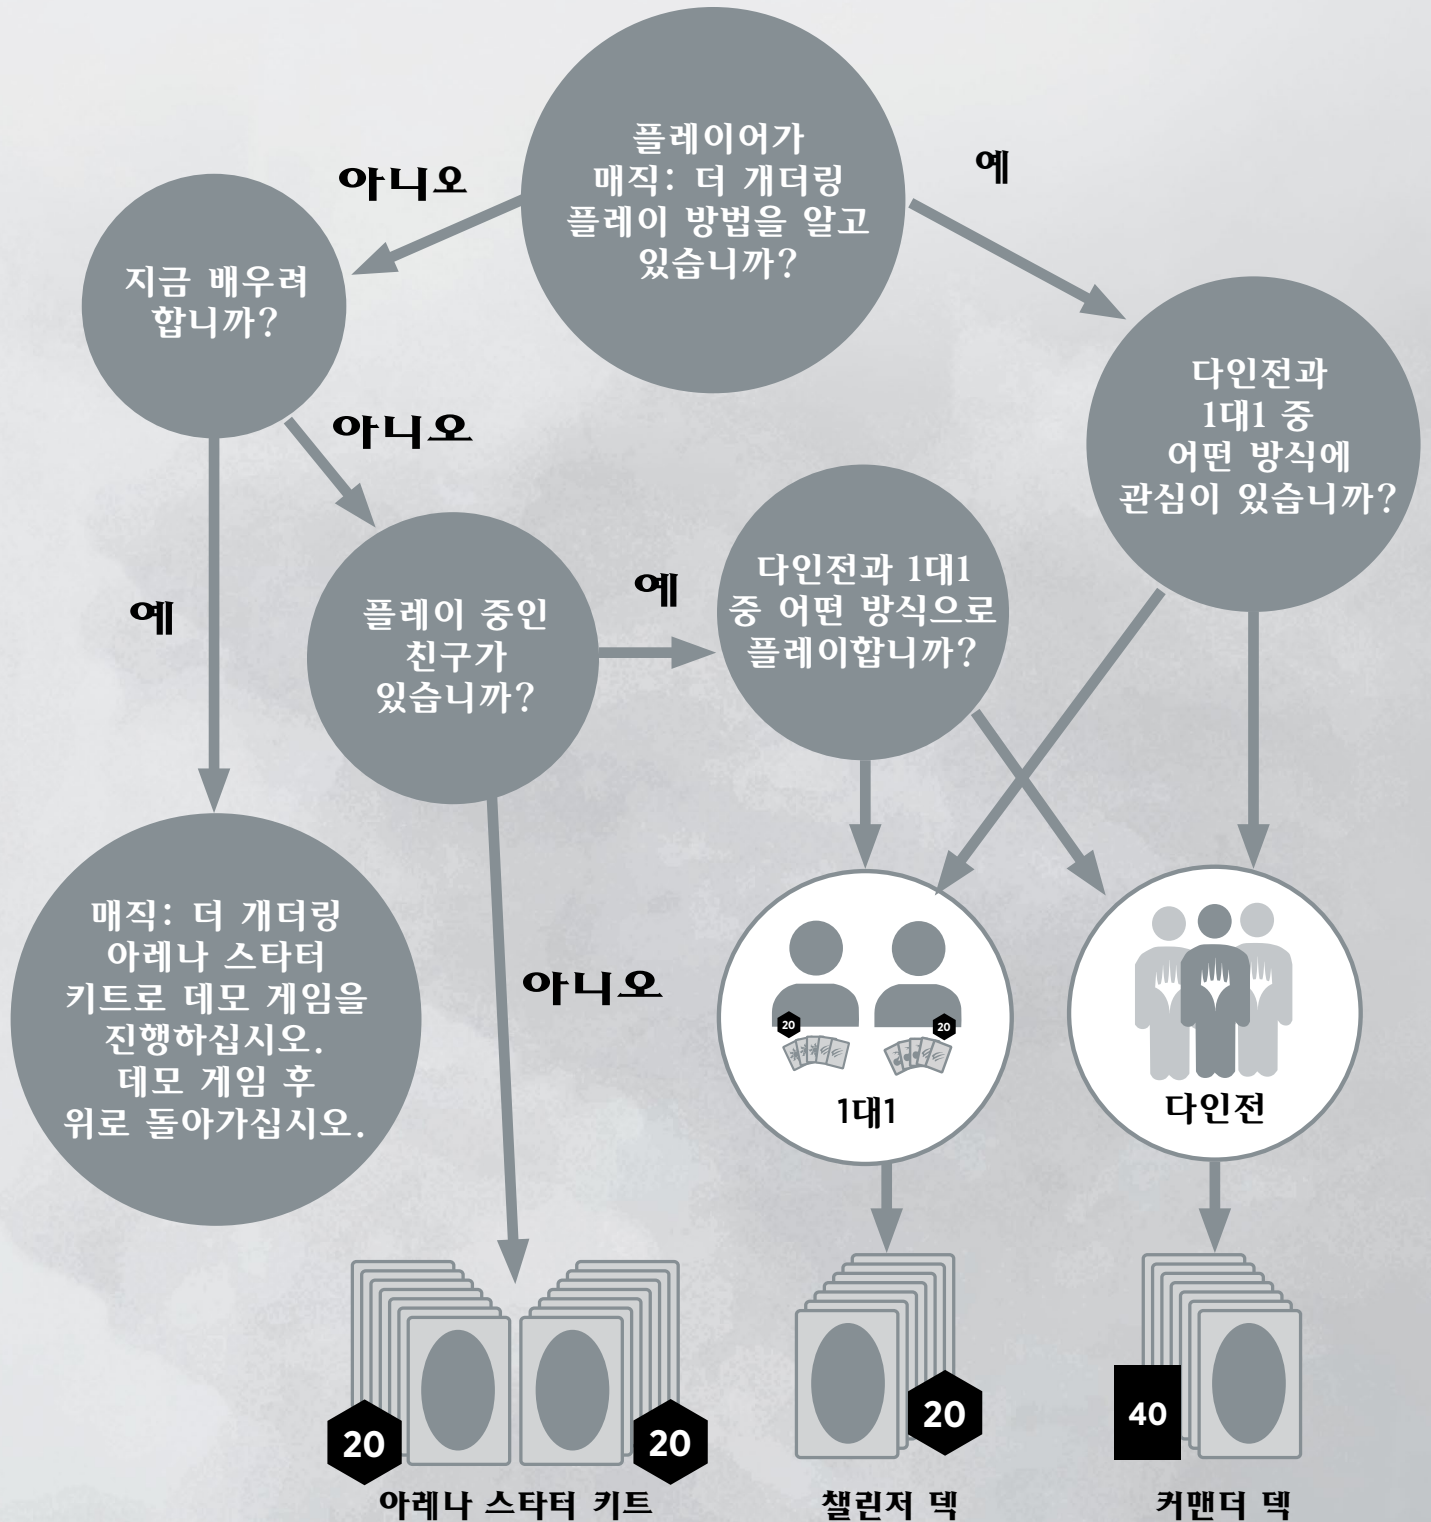 플레이어가
매직: 더 개더링
플레이 방법을 알고
있습니까?
아니오
예
지금 배우려
합니까?
다인전과
1대1 중
어떤 방식에
관심이 있습니까?
아니오
예
플레이 중인
친구가
있습니까?
예
다인전과 1대1
중 어떤 방식으로
플레이합니까?
매직: 더 개더링
아레나 스타터
키트로 데모 게임을
진행하십시오.
데모 게임 후
위로 돌아가십시오.
아니오
20
20
1대1
다인전
20
20
아레나 스타터 키트
20
챌린저 덱
40
커맨더 덱